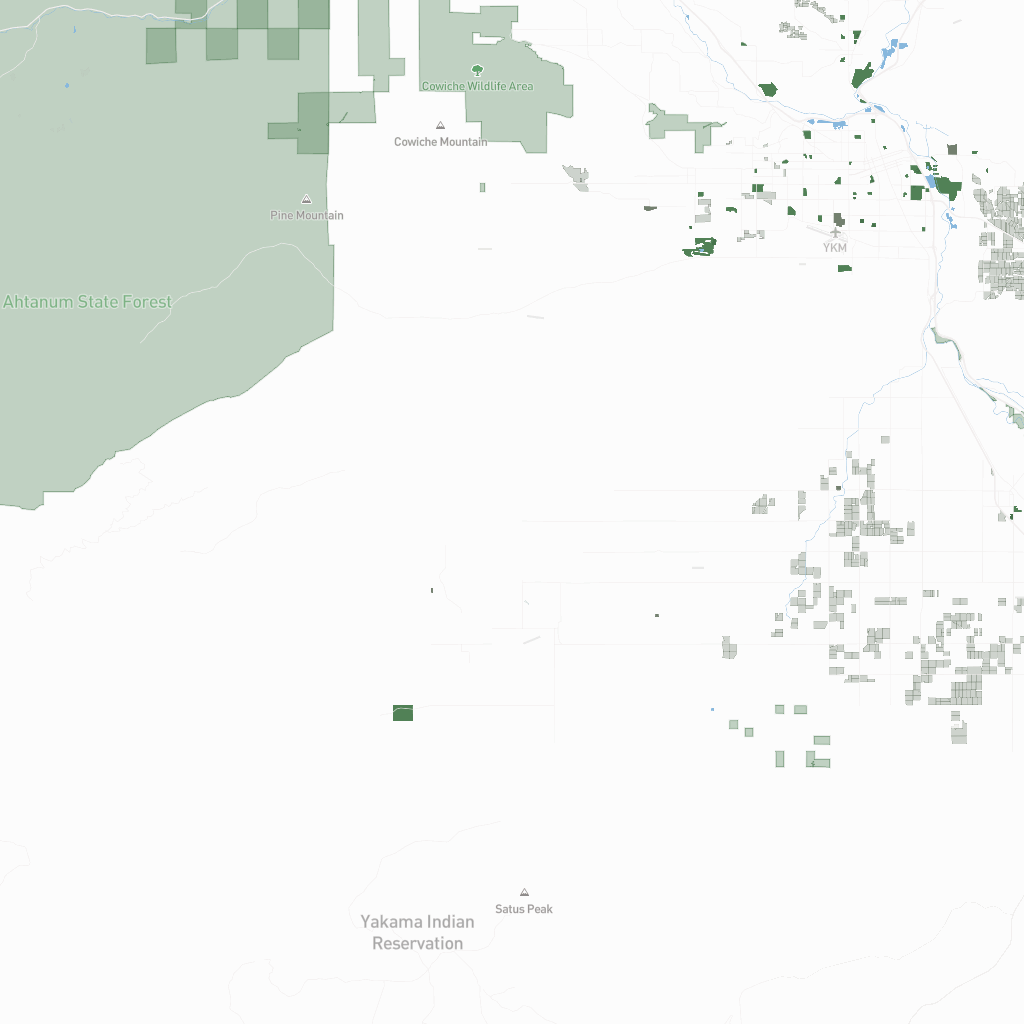 Cowiche Wildlife Area
Cowiche Mountain
Pine Mountain
YKM
Ahtanum State Forest
Satus Peak
Yakama Indian
Reservation